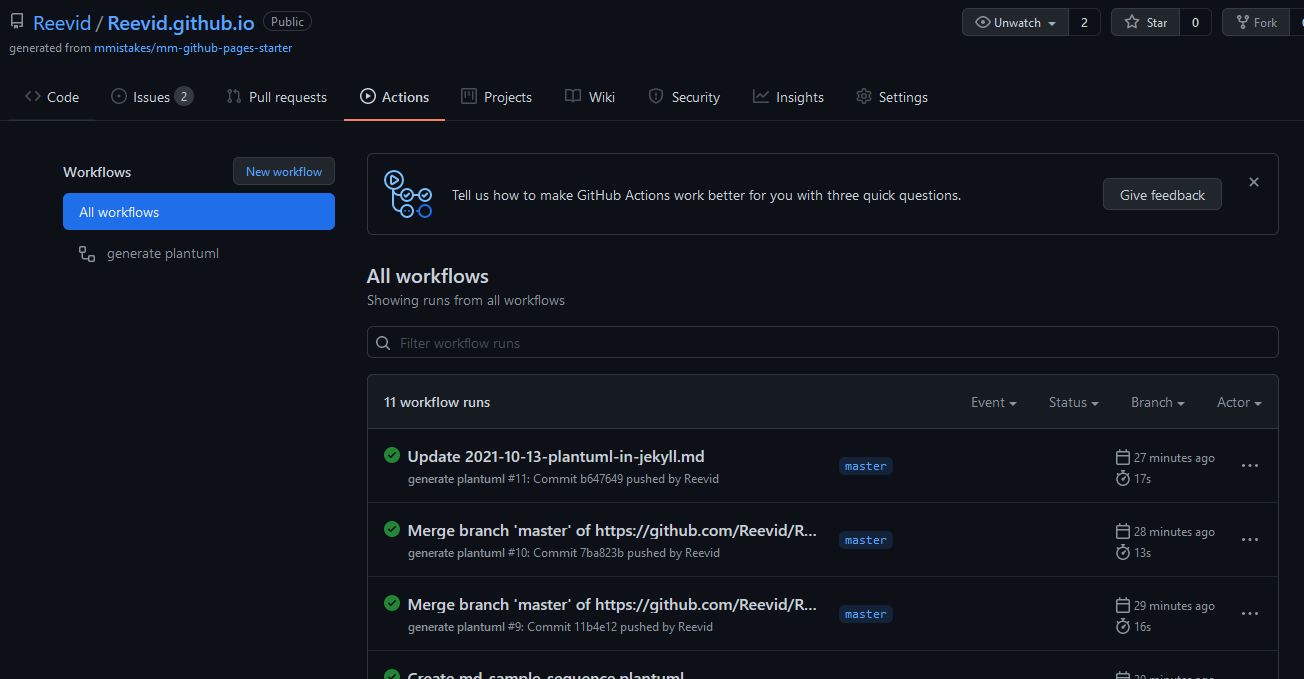 Reevid / Reevid.github.io Public
Unwatch 2 Star 0 Fork
generated from mmistakes/mm-github-pages-starter
Code Issues 2 Pull requests Actions Projects Wiki Security Insights Settings
Workflows
New workflow
All workflows
generate plantuml
Tell us how to make GitHub Actions work better for you with three quick questions.
Give feedback
All workflows
Showing runs from all workflows
Filter workflow runs
11 workflow runs Event Status Branch Actor
Update 2021-10-13-plantuml-in-jekyll.md
generate plantuml #11: Commit b647649 pushed by Reevid
master
27 minutes ago
17s
Merge branch 'master' of https://github.com/Reevid/R...
generate plantuml #10: Commit 7ba823b pushed by Reevid
master
28 minutes ago
13s
Merge branch 'master' of https://github.com/Reevid/R...
generate plantuml #9: Commit 11b4e12 pushed by Reevid
master
29 minutes ago
16s
Create md-sample-sequence.plantuml